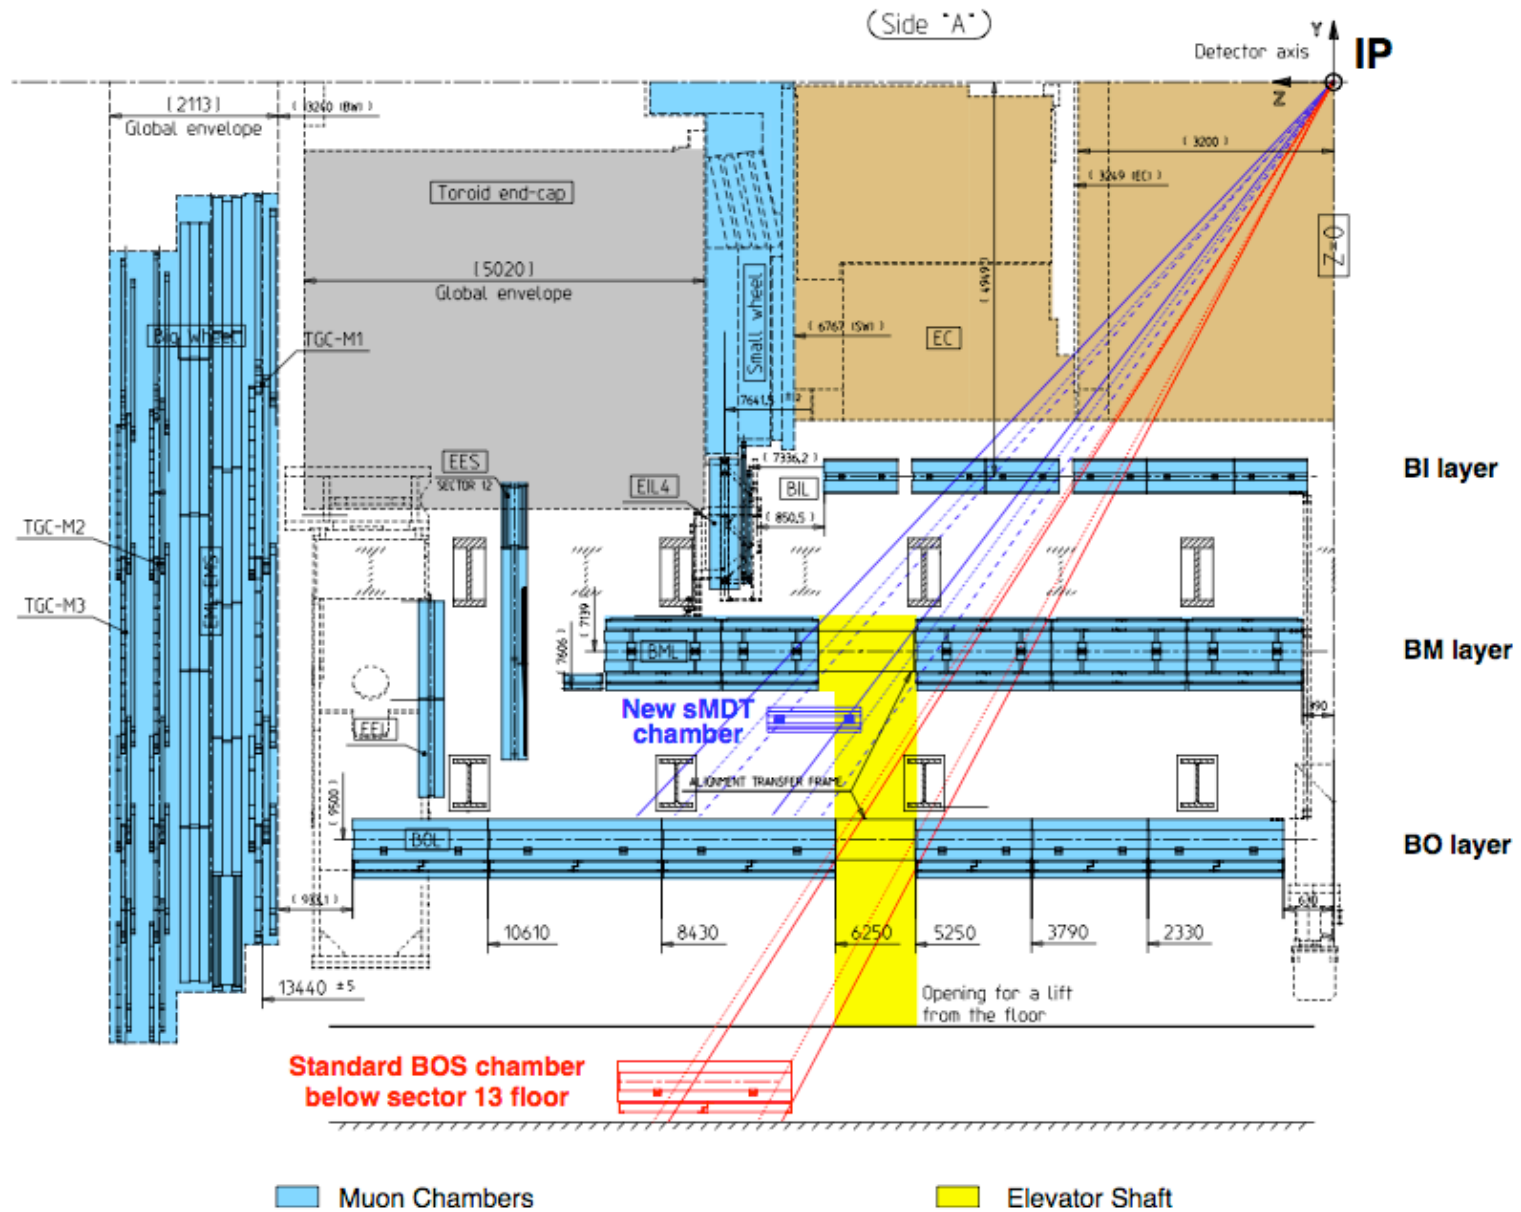 (Side "A")
Y
Detector axis
IP
Z
[2113]
( 13260 (BW) )
Global envelope
( 3200 )
( 3249 (EC) )
Toroid end-cap
[5020]
Global envelope
Small wheel
( 4949 )
Z=0
( 6767 (SW) )
EC
Big wheel
TGC-M1
EES
SECTOR 12
EIL4
( 7336,2 )
BIL
( 850,5 )
BI layer
TGC-M2
TGC-M3
( 7139 )
7606
BML
BM layer
New sMDT
chamber
EEL
490
ALIGNMENT TRANSFER FRAME
( 9500 )
BOL
BO layer
10610
8430
6250
5250
3790
2330
13440 ±5
Opening for a lift
from the floor
Standard BOS chamber
below sector 13 floor
Muon Chambers
Elevator Shaft